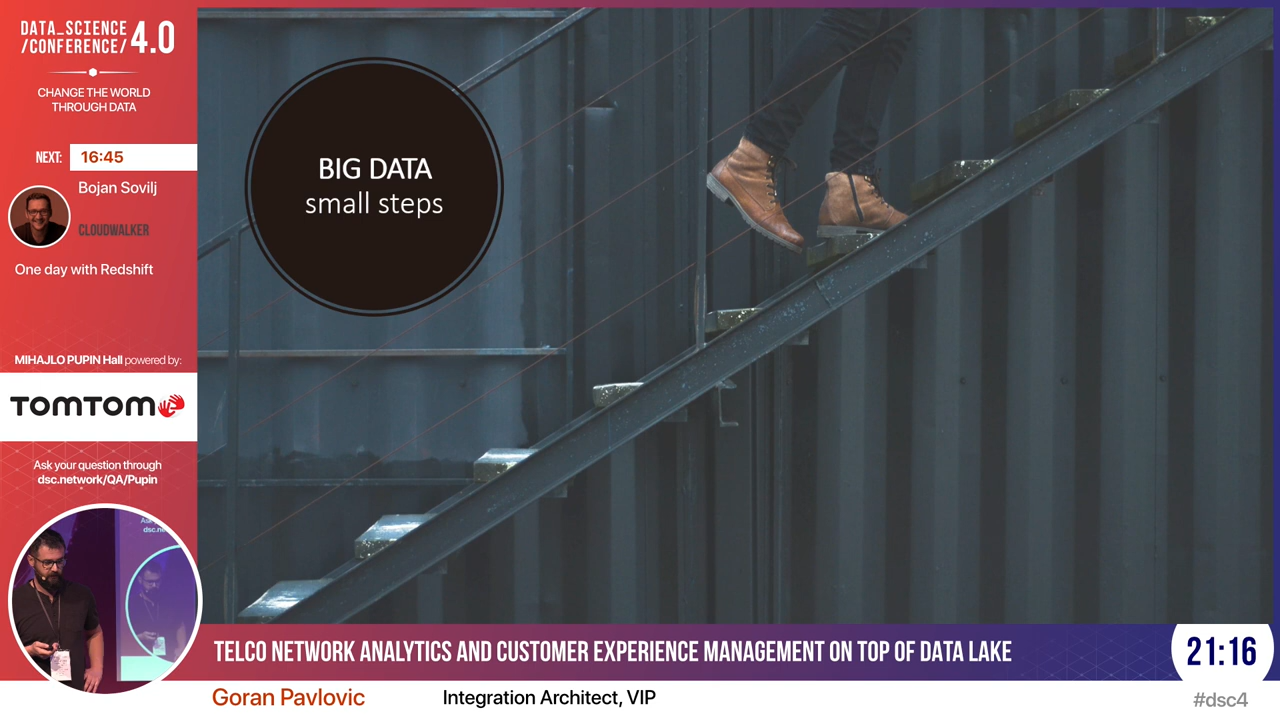 DATA_SCIENCE
/CONFERENCE/ 4.0
CHANGE THE WORLD
THROUGH DATA
NEXT: 16:45
Bojan Sovilj
CLOUDWALKER
One day with Redshift
MIHAJLO PUPIN Hall powered by:
TOMTOM
Ask your question through
dsc.network/QA/Pupin
BIG DATA
small steps
TELCO NETWORK ANALYTICS AND CUSTOMER EXPERIENCE MANAGEMENT ON TOP OF DATA LAKE
21:16
Goran Pavlovic
Integration Architect, VIP
#dsc4